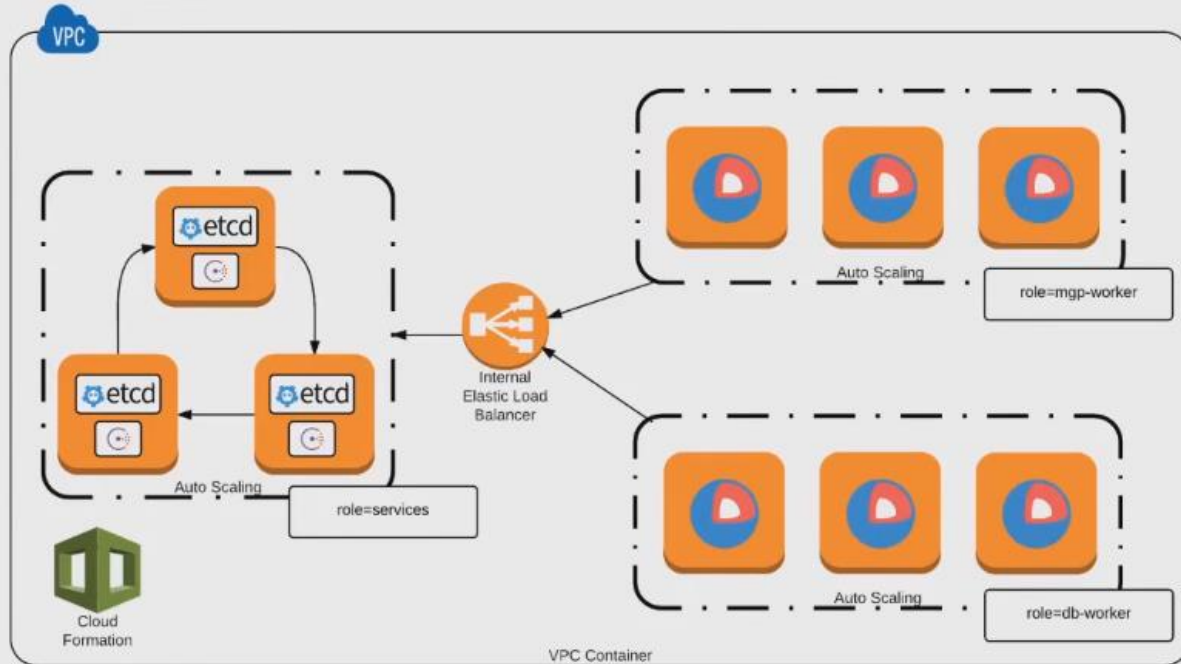 VPC
etcd
etcd
etcd
Auto Scaling
role=services
Cloud
Formation
Internal
Elastic Load
Balancer
Auto Scaling
role=mgp-worker
Auto Scaling
role=db-worker
VPC Container